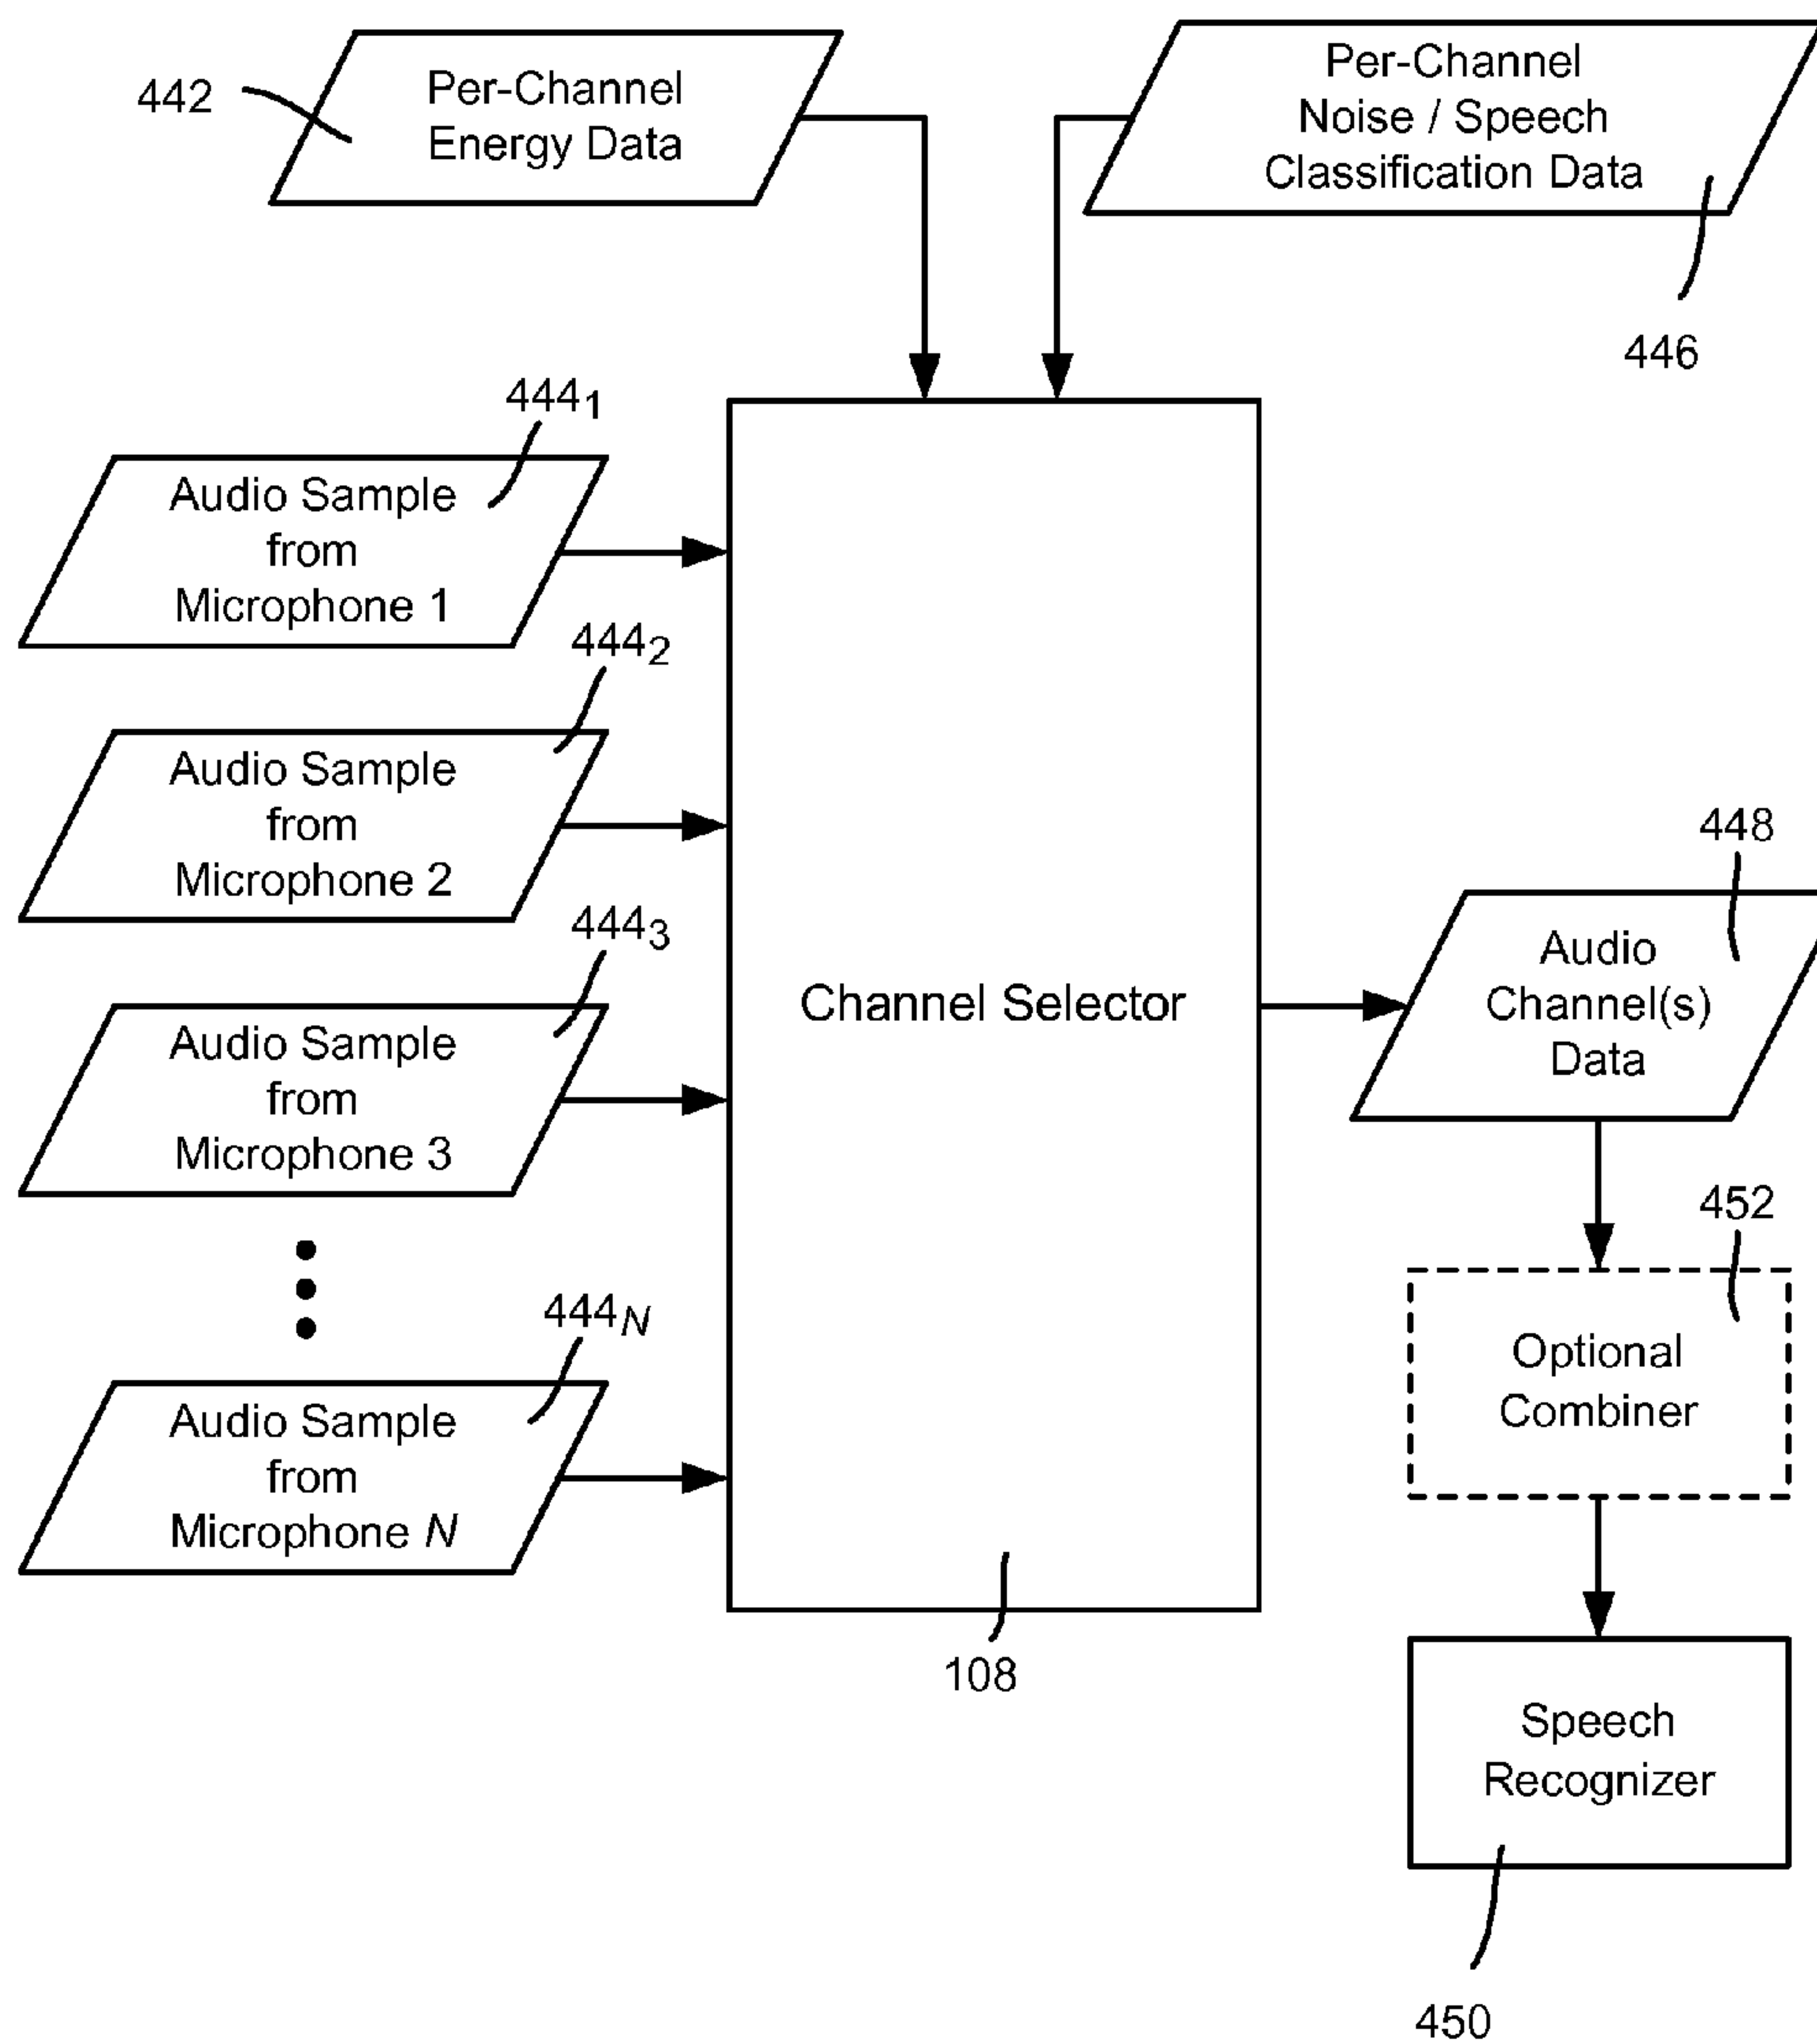 442
Per-Channel
Energy Data
Per-Channel
Noise / Speech
Classification Data
446
444₁
Audio Sample
from
Microphone 1
444₂
Audio Sample
from
Microphone 2
444₃
Audio Sample
from
Microphone 3
444N
Audio Sample
from
Microphone N
Channel Selector
108
448
Audio
Channel(s)
Data
452
Optional
Combiner
Speech
Recognizer
450